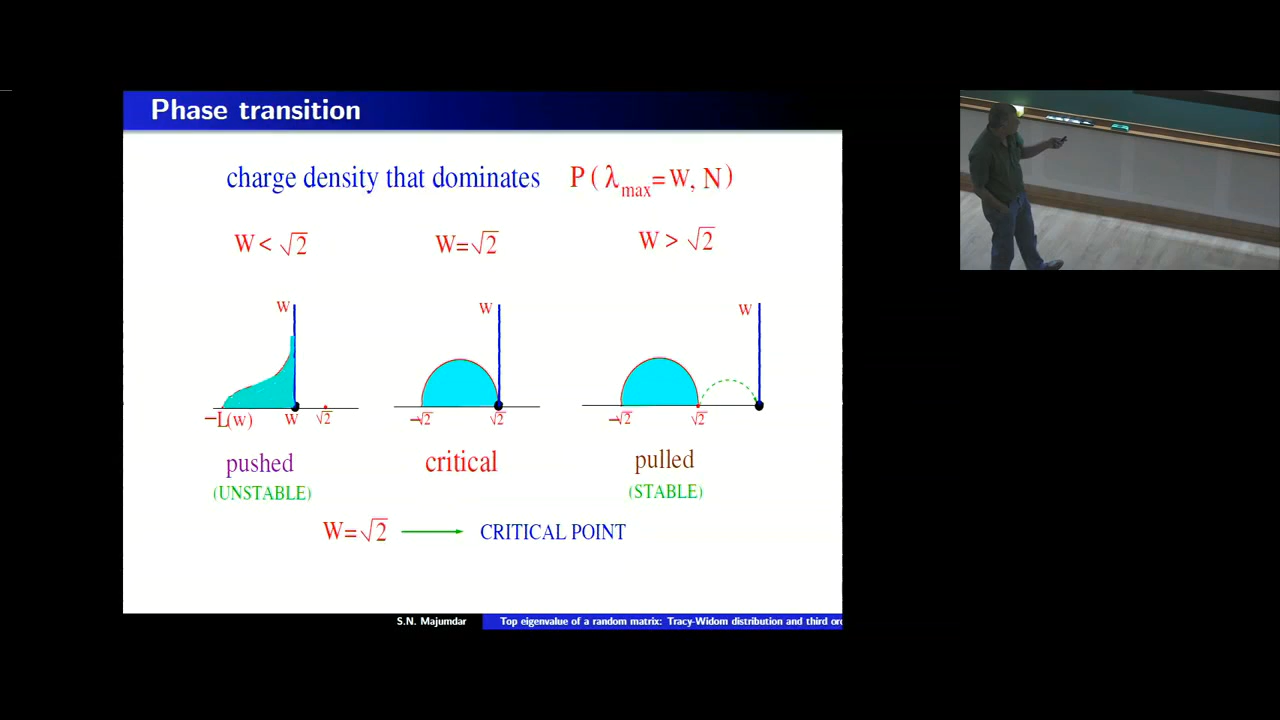 Phase transition
charge density that dominates P ( λmax = W, N )
W < √2 W = √2 W > √2
W W W
−L(w) W √2 −√2 √2 −√2 √2
pushed critical pulled
(UNSTABLE) (STABLE)
W = √2 → CRITICAL POINT
S.N. Majumdar Top eigenvalue of a random matrix: Tracy-Widom distribution and third ord